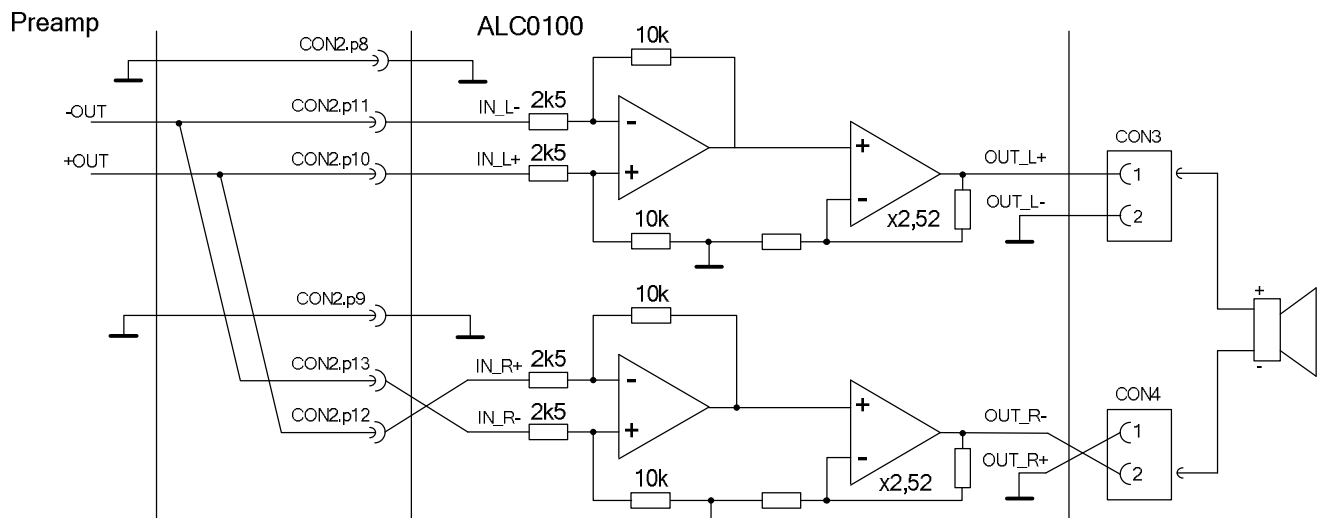 Preamp
ALC0100
CON2.p8
10k
-OUT
CON2.p11
IN_L-
2k5
-
+
CON3
+OUT
CON2.p10
IN_L+
2k5
+
-
OUT_L+
1
x2,52
OUT_L-
2
10k
CON2.p9
10k
+
-
CON2.p13
IN_R+
2k5
-
+
CON4
CON2.p12
IN_R-
2k5
+
-
OUT_R-
1
x2,52
OUT_R+
2
10k